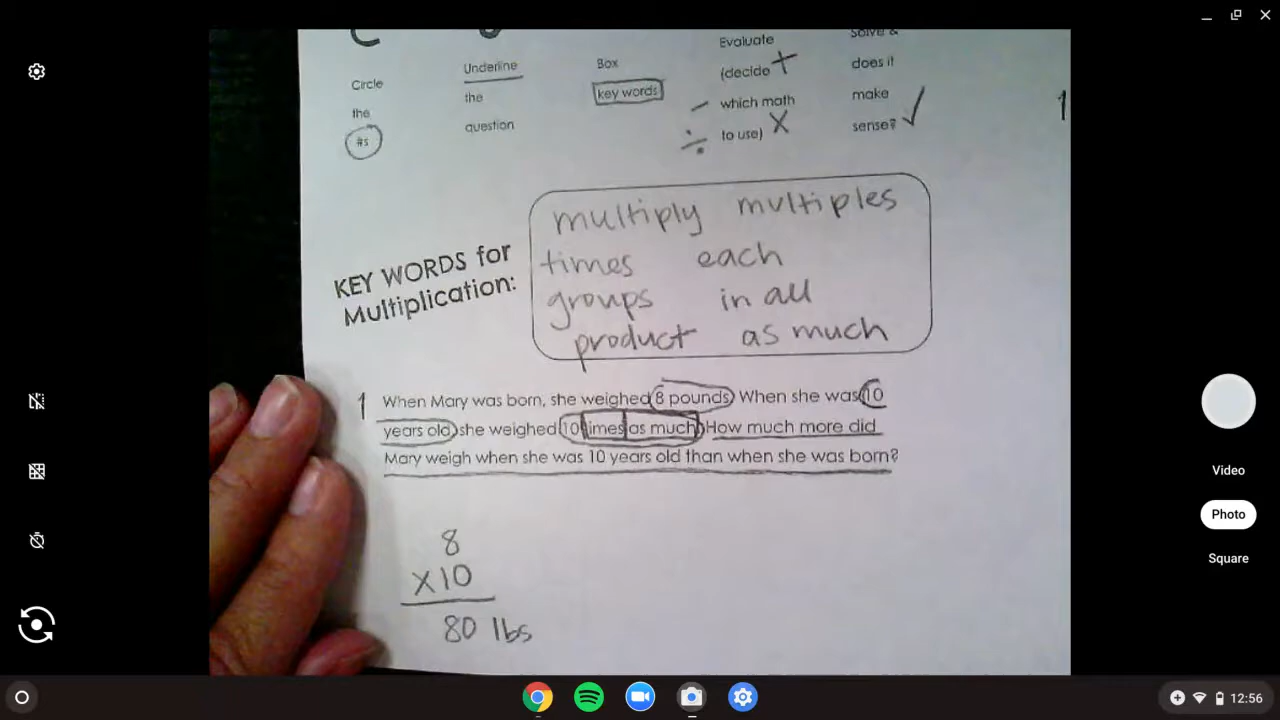 Circle
the
#s
Underline
the
question
Box
key words
Evaluate
(decide +
- which math
÷ to use) X
Solve &
does it
make
sense? ✓
1
KEY WORDS for
Multiplication:
multiply multiples
times each
groups in all
product as much
1 When Mary was born, she weighed 8 pounds. When she was 10
years old, she weighed 10 times as much. How much more did
Mary weigh when she was 10 years old than when she was born?
8
X10
80 lbs
Video
Photo
Square
12:56